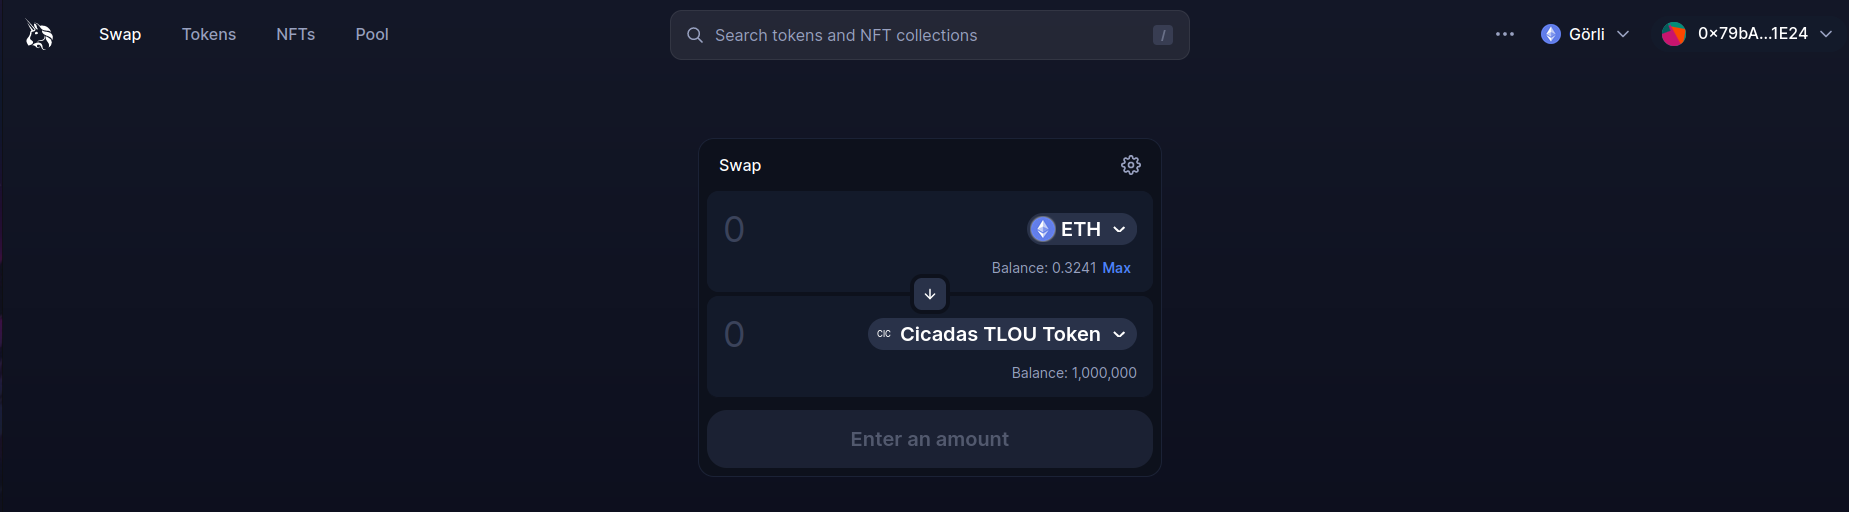 Swap Tokens NFTs Pool Search tokens and NFT collections / Görli 0x79bA...1E24
Swap
0 ETH
Balance: 0.3241 Max
0 CIC Cicadas TLOU Token
Balance: 1,000,000
Enter an amount